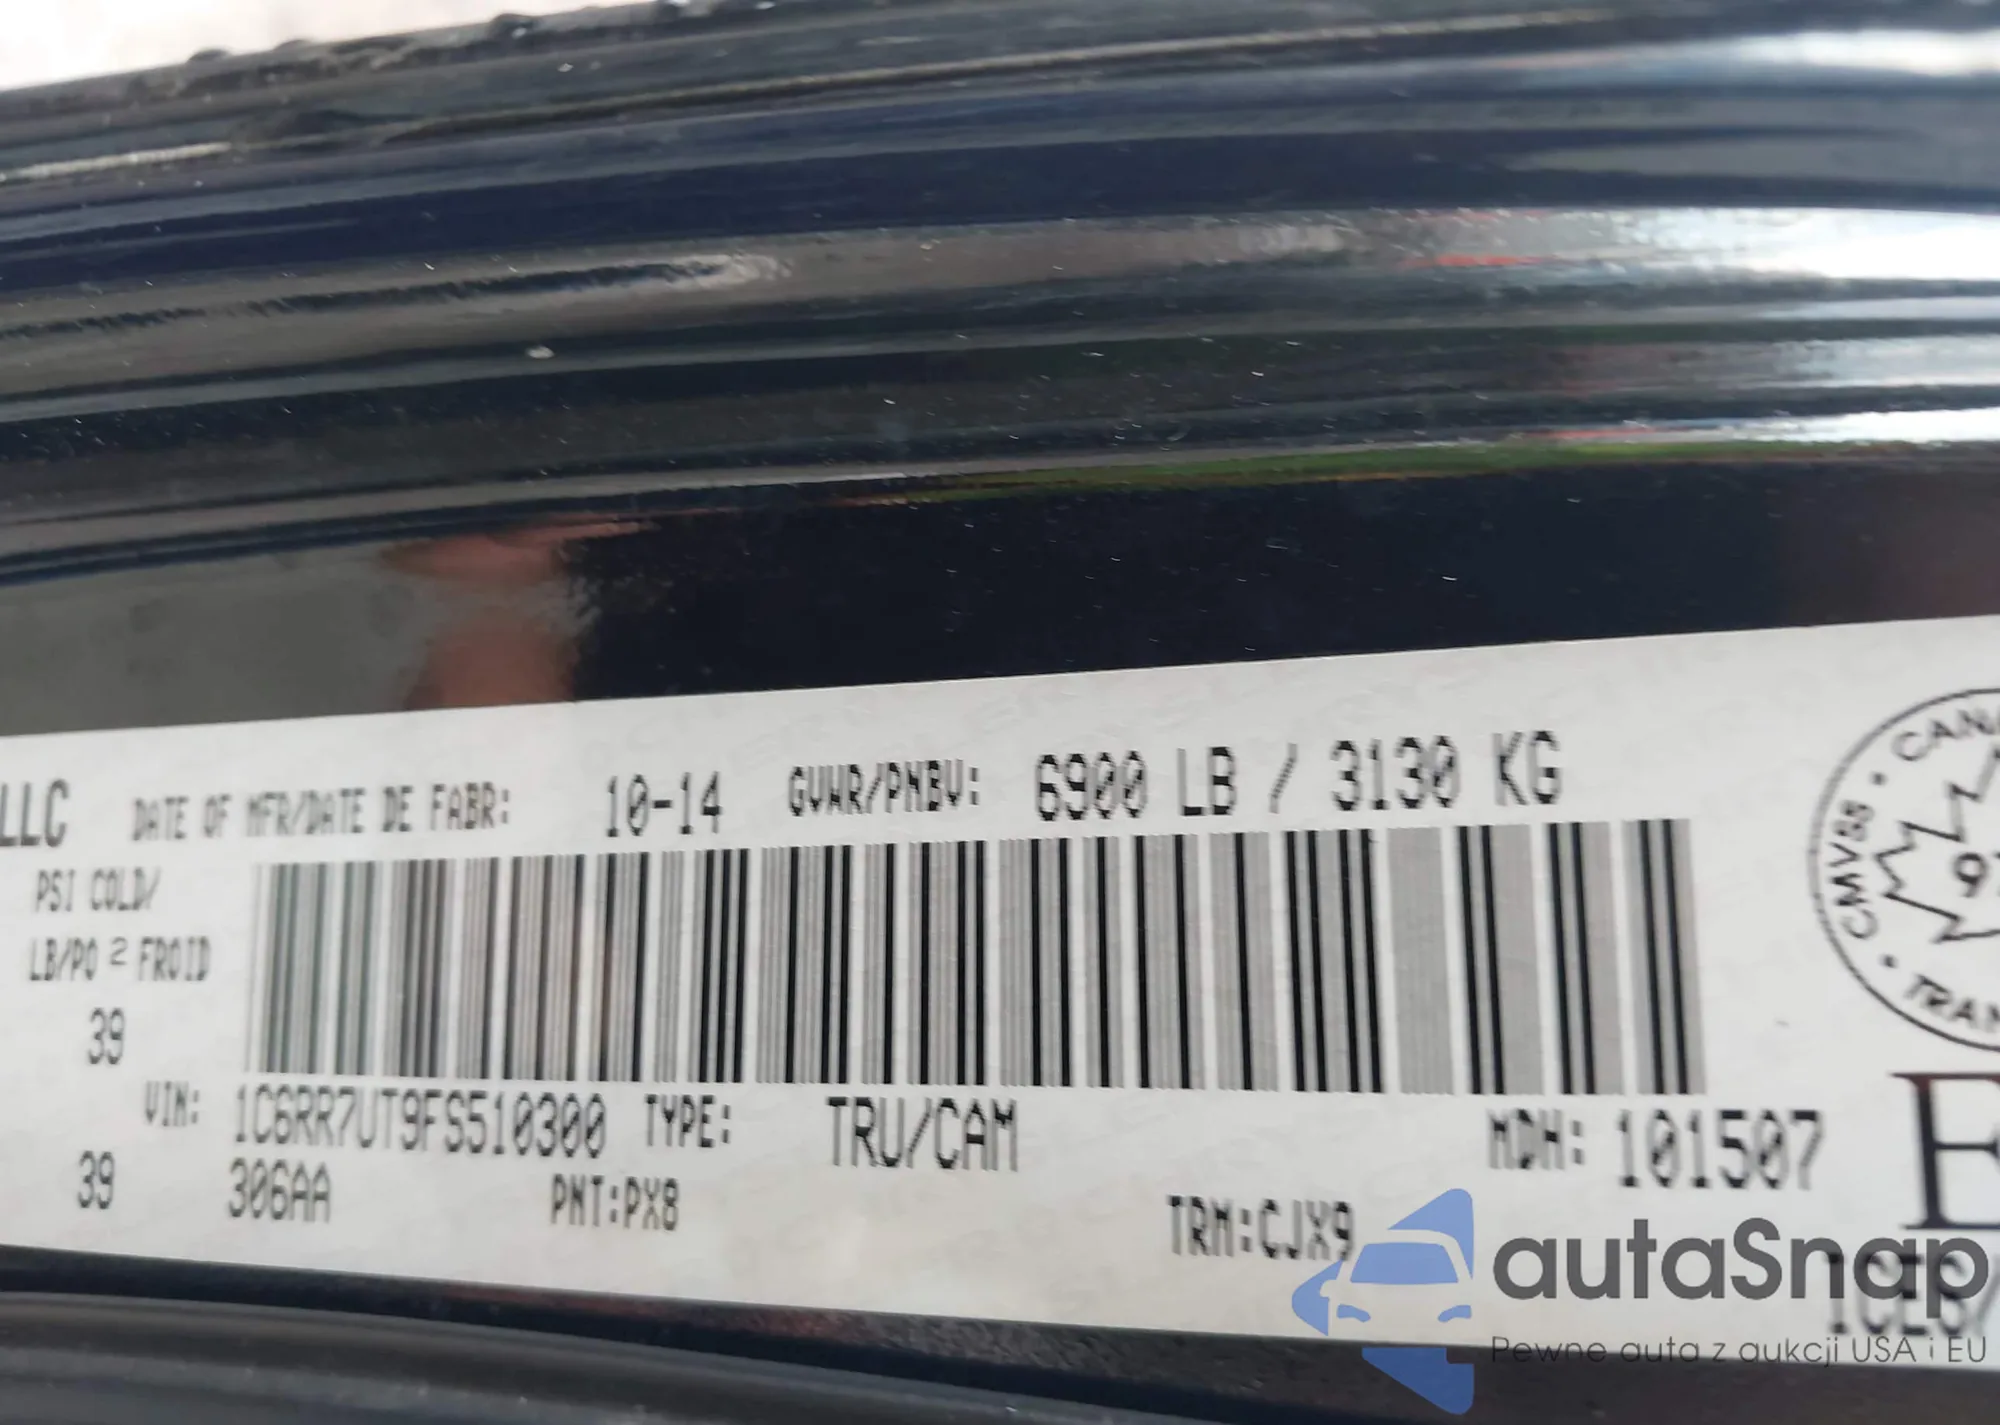 LLC DATE OF MFR/DATE DE FABR: 10-14 GVWR/PNBV: 6900 LB / 3130 KG
PSI COLD/
LB/PO 2 FROID
39
VIN: 1C6RR7UT9FS510300 TYPE: TRU/CAM MDH: 101507
39 306AA PNT:PX8 TRM:CJX9
CMVSS
autaSnap
Pewne auta z aukcji USA i EU